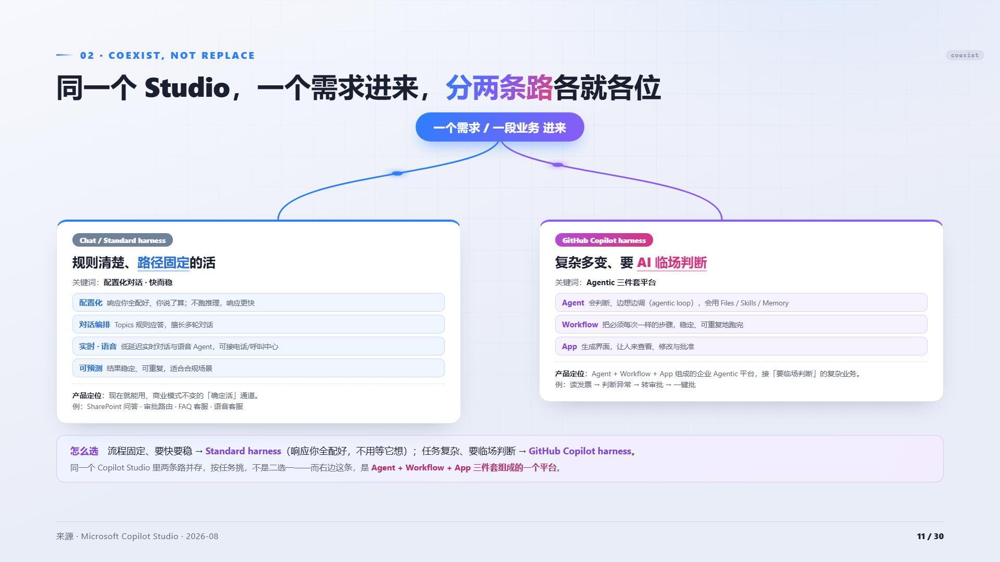 02 · COEXIST, NOT REPLACE
coexist
同一个 Studio，一个需求进来，分两条路各就各位
一个需求 / 一段业务 进来
Chat / Standard harness
规则清楚、路径固定的活
关键词：配置化对话 · 快而稳
配置化 响应你全配好、你说了算；不跑推理，响应更快
对话编排 Topics 规则应答，擅长多轮对话
实时 · 语音 低延迟实时对话与语音 Agent，可接电话/呼叫中心
可预测 结果稳定、可重复，适合合规场景
产品定位：现在就能用、商业模式不变的「确定活」通道。
例：SharePoint 问答 · 审批路由 · FAQ 客服 · 语音客服
GitHub Copilot harness
复杂多变、要 AI 临场判断
关键词：Agentic 三件套平台
Agent 会判断、边想边调（agentic loop），会用 Files / Skills / Memory
Workflow 把必须每次一样的步骤，稳定、可重复地跑完
App 生成界面，让人来查看、修改与批准
产品定位：Agent + Workflow + App 组成的企业 Agentic 平台，接「要临场判断」的复杂业务。
例：读发票 → 判断异常 → 转审批 → 一键批
怎么选 流程固定、要快要稳 → Standard harness（响应你全配好，不用等它想）；任务复杂、要临场判断 → GitHub Copilot harness。
同一个 Copilot Studio 里两条路并存，按任务挑，不是二选一——而右边这条，是 Agent + Workflow + App 三件套组成的一个平台。
来源 · Microsoft Copilot Studio · 2026-08
11 / 30